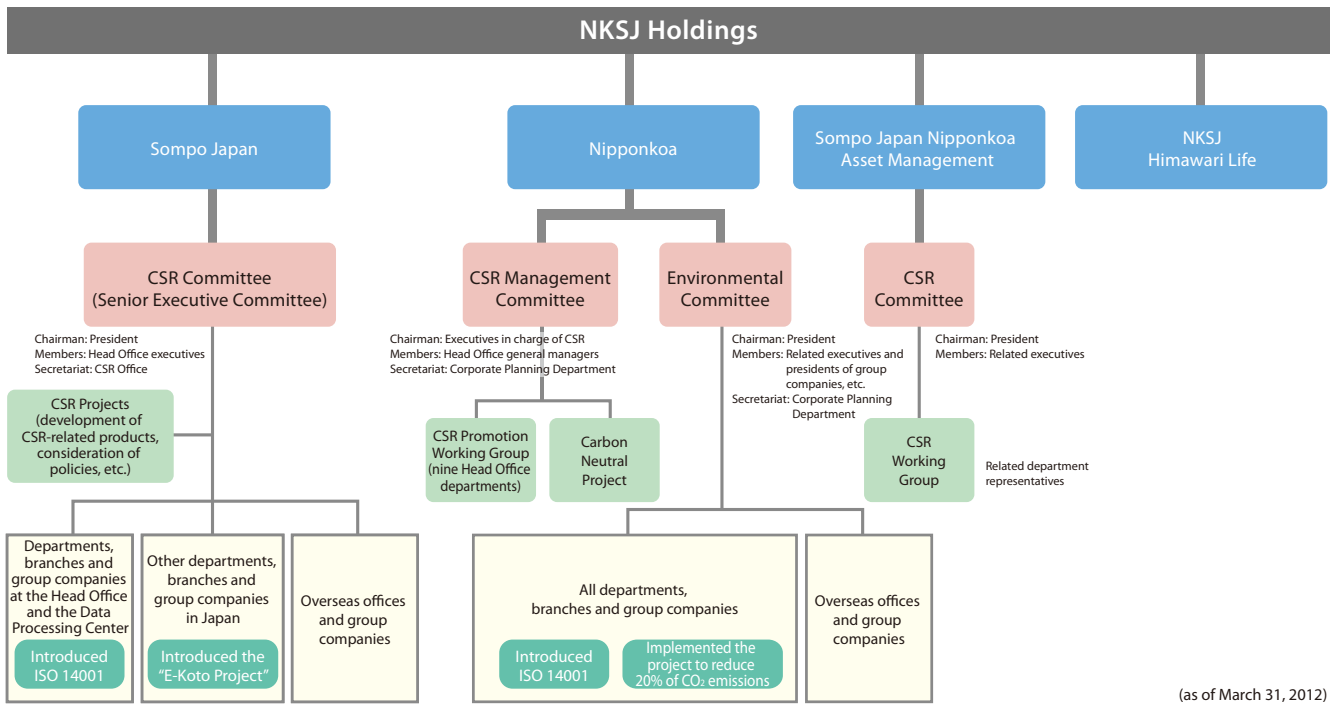 NKSJ Holdings
Sompo Japan
Nipponkoa
Sompo Japan Nipponkoa
Asset Management
NKSJ
Himawari Life
CSR Committee
(Senior Executive Committee)
CSR Management
Committee
Environmental
Committee
CSR
Committee
Chairman: President
Members: Head Office executives
Secretariat: CSR Office
Chairman: Executives in charge of CSR
Members: Head Office general managers
Secretariat: Corporate Planning Department
Chairman: President
Members: Related executives and
presidents of group
companies, etc.
Secretariat: Corporate Planning
Department
Chairman: President
Members: Related executives
CSR Projects
(development of
CSR-related products,
consideration of
policies, etc.)
CSR Promotion
Working Group
(nine Head Office
departments)
Carbon
Neutral
Project
CSR
Working
Group
Related department
representatives
Departments,
branches and
group companies
at the Head Office
and the Data
Processing Center
Introduced
ISO 14001
Other departments,
branches and
group companies
in Japan
Introduced the
“E-Koto Project”
Overseas offices
and group
companies
All departments,
branches and group companies
Introduced
ISO 14001
Implemented the
project to reduce
20% of CO₂ emissions
Overseas offices
and group
companies
(as of March 31, 2012)